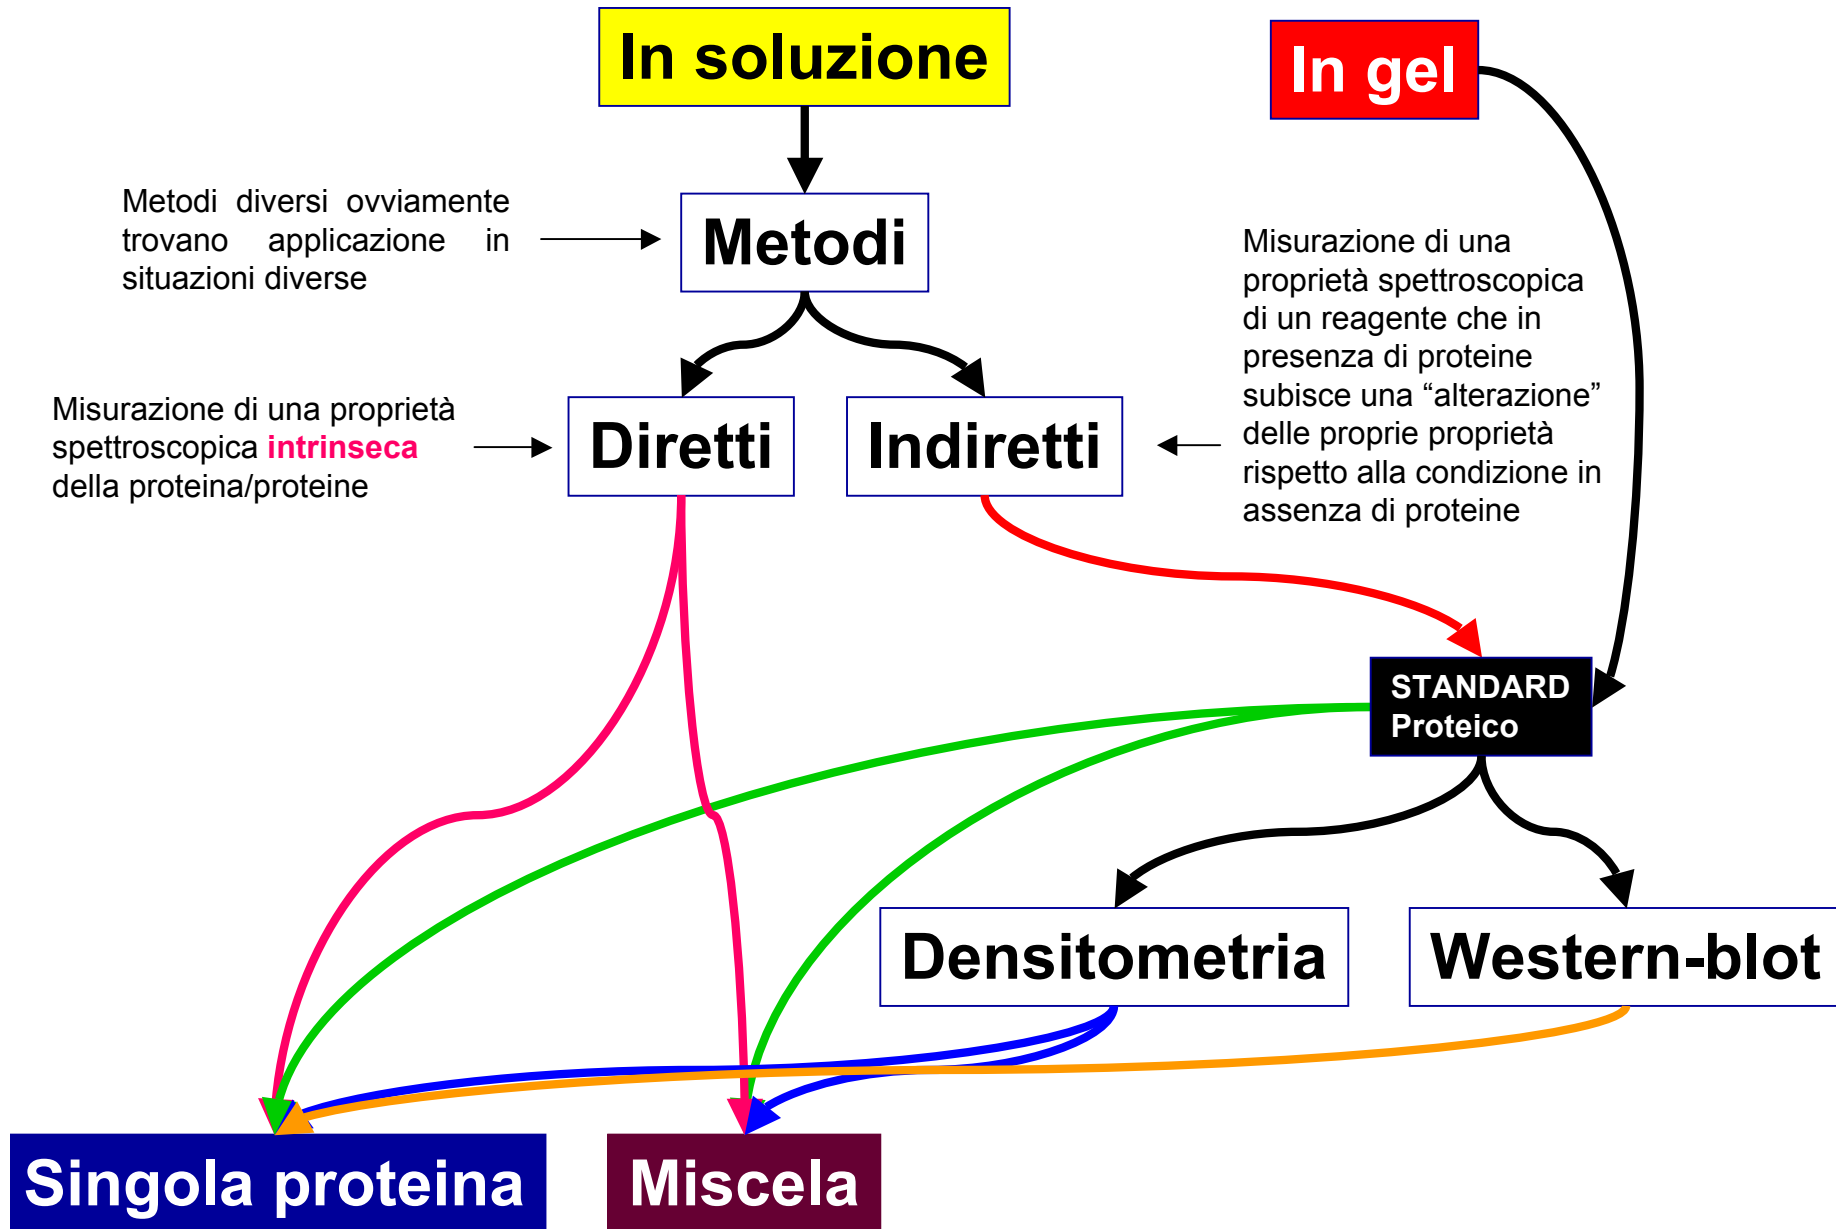 In soluzione
In gel
Metodi diversi ovviamente
trovano applicazione in
situazioni diverse
Metodi
Misurazione di una
proprietà spettroscopica
di un reagente che in
presenza di proteine
subisce una “alterazione”
delle proprie proprietà
rispetto alla condizione in
assenza di proteine
Misurazione di una proprietà
spettroscopica intrinseca
della proteina/proteine
Diretti
Indiretti
STANDARD
Proteico
Densitometria
Western-blot
Singola proteina
Miscela